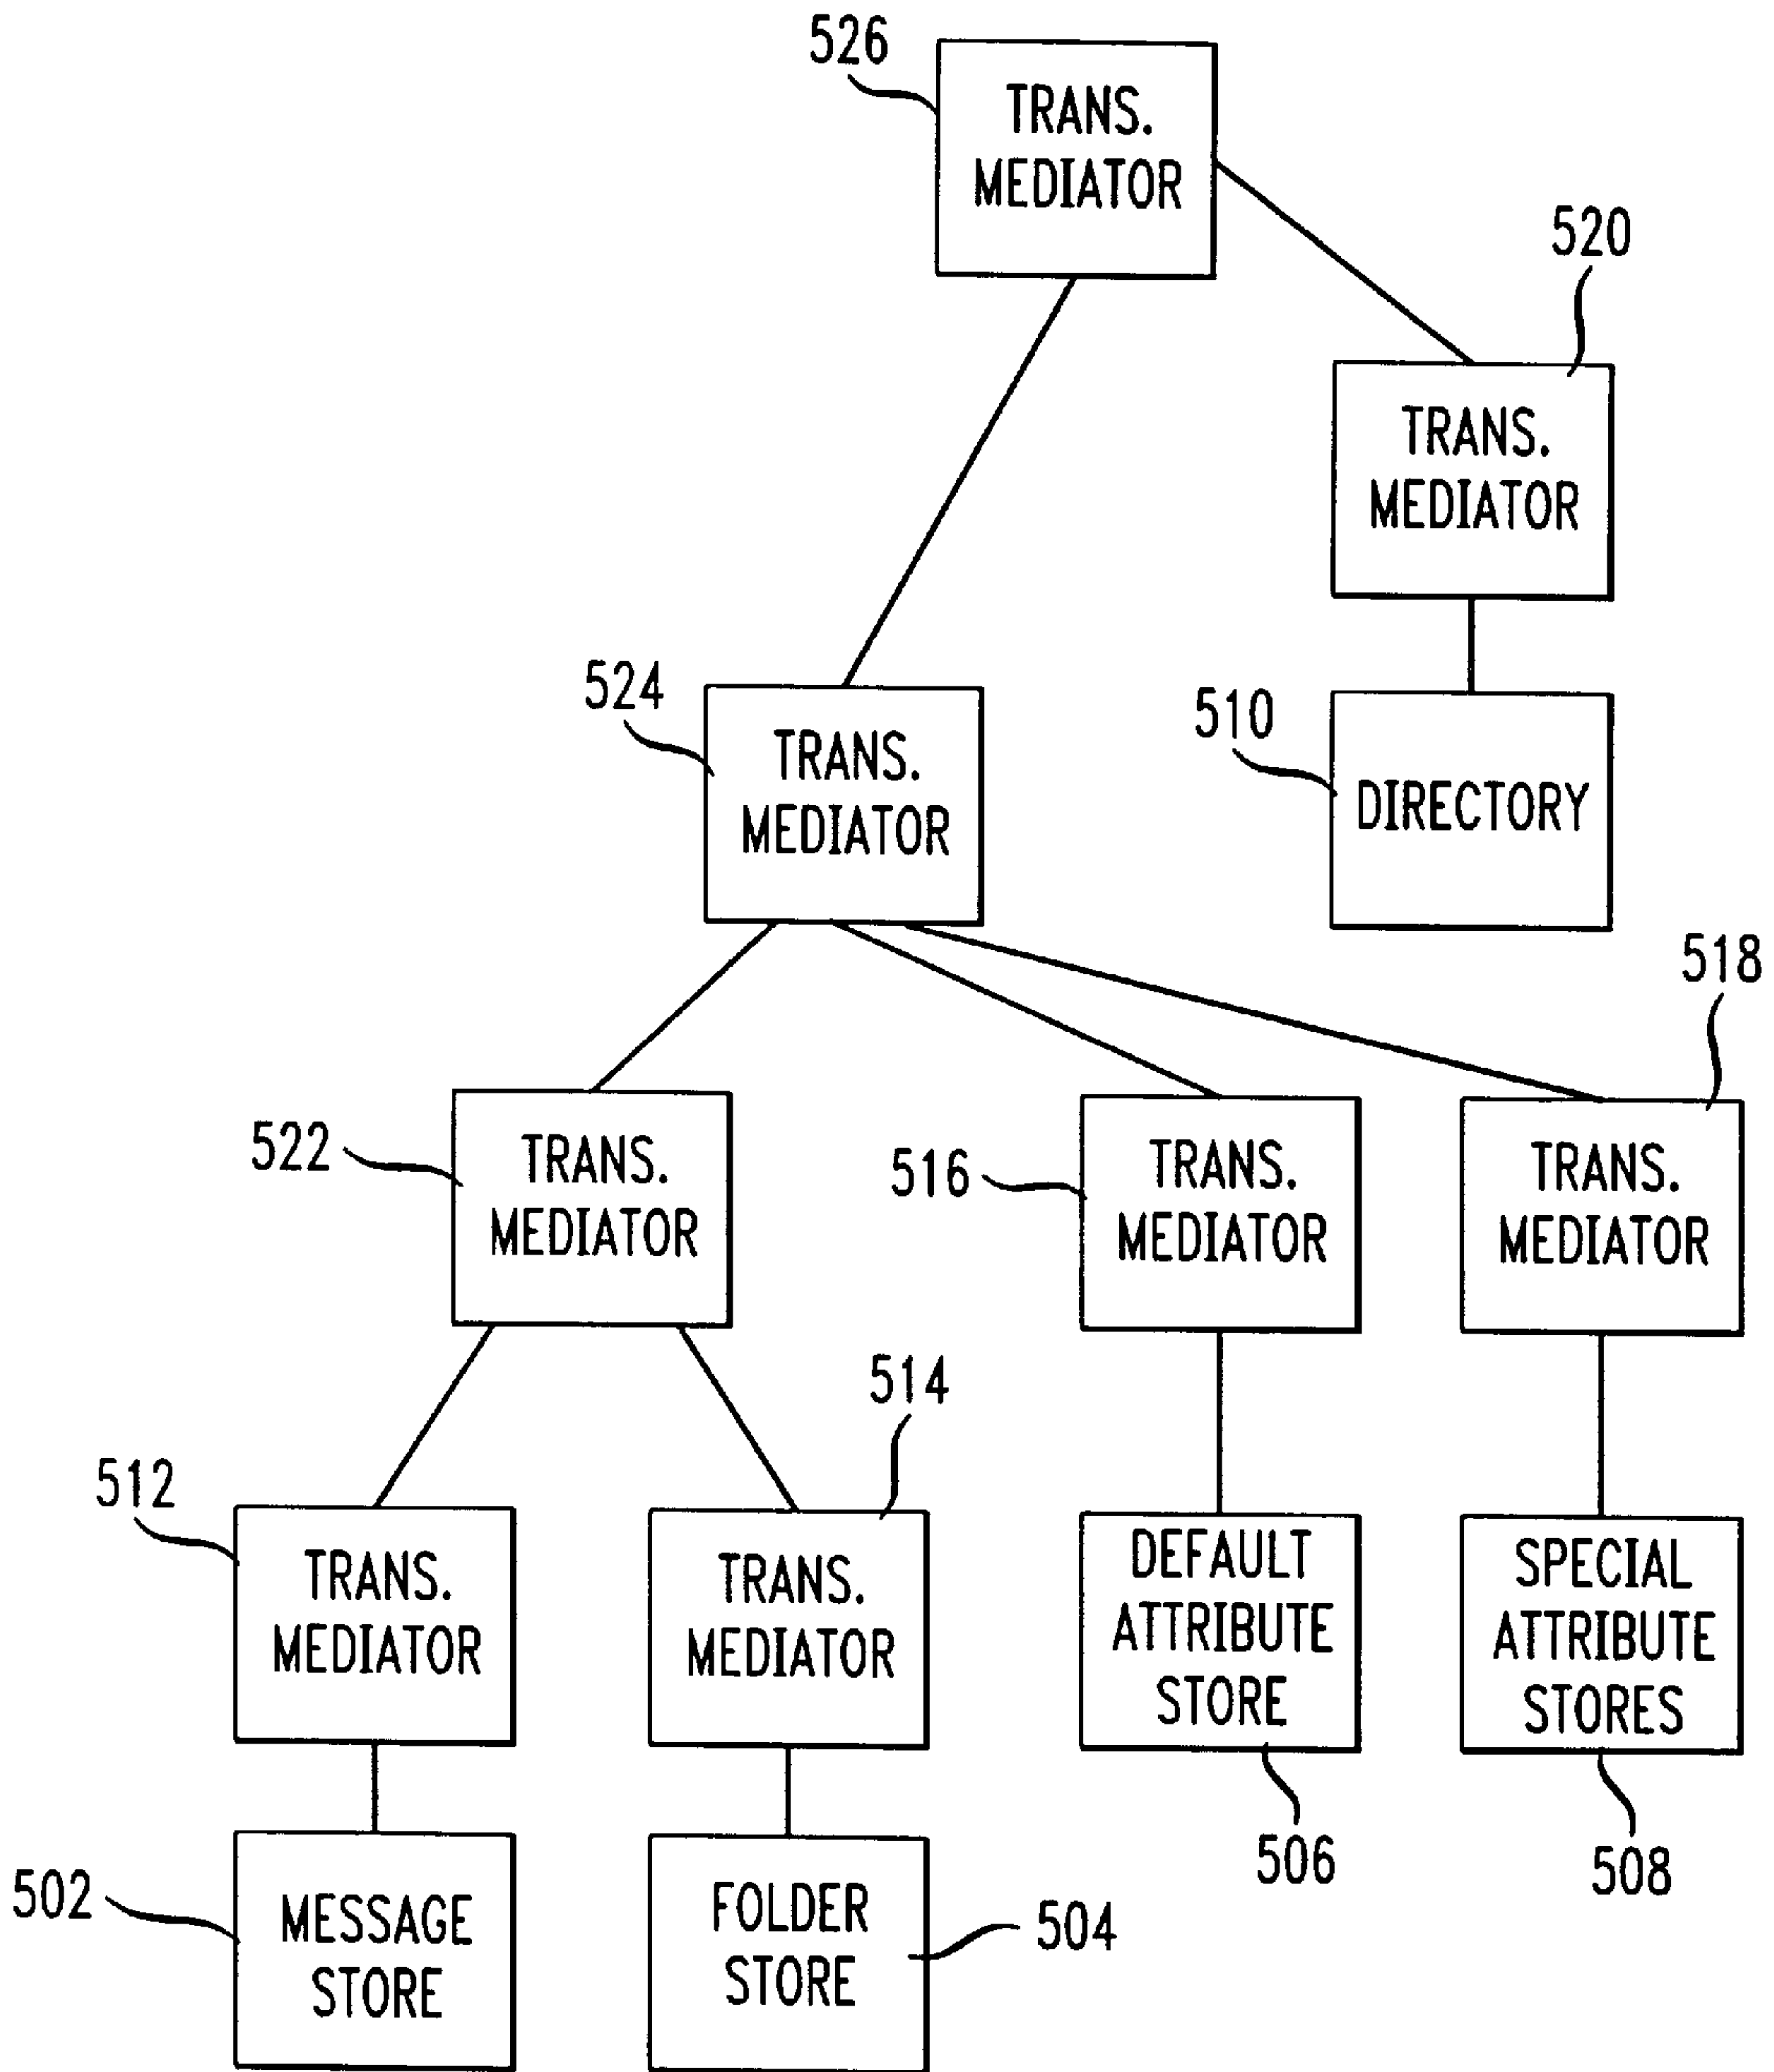 526
TRANS.
MEDIATOR
520
TRANS.
MEDIATOR
524
TRANS.
MEDIATOR
510
DIRECTORY
518
522
TRANS.
MEDIATOR
516
TRANS.
MEDIATOR
TRANS.
MEDIATOR
514
512
TRANS.
MEDIATOR
TRANS.
MEDIATOR
DEFAULT
ATTRIBUTE
STORE
SPECIAL
ATTRIBUTE
STORES
506
508
502
MESSAGE
STORE
FOLDER
STORE
504